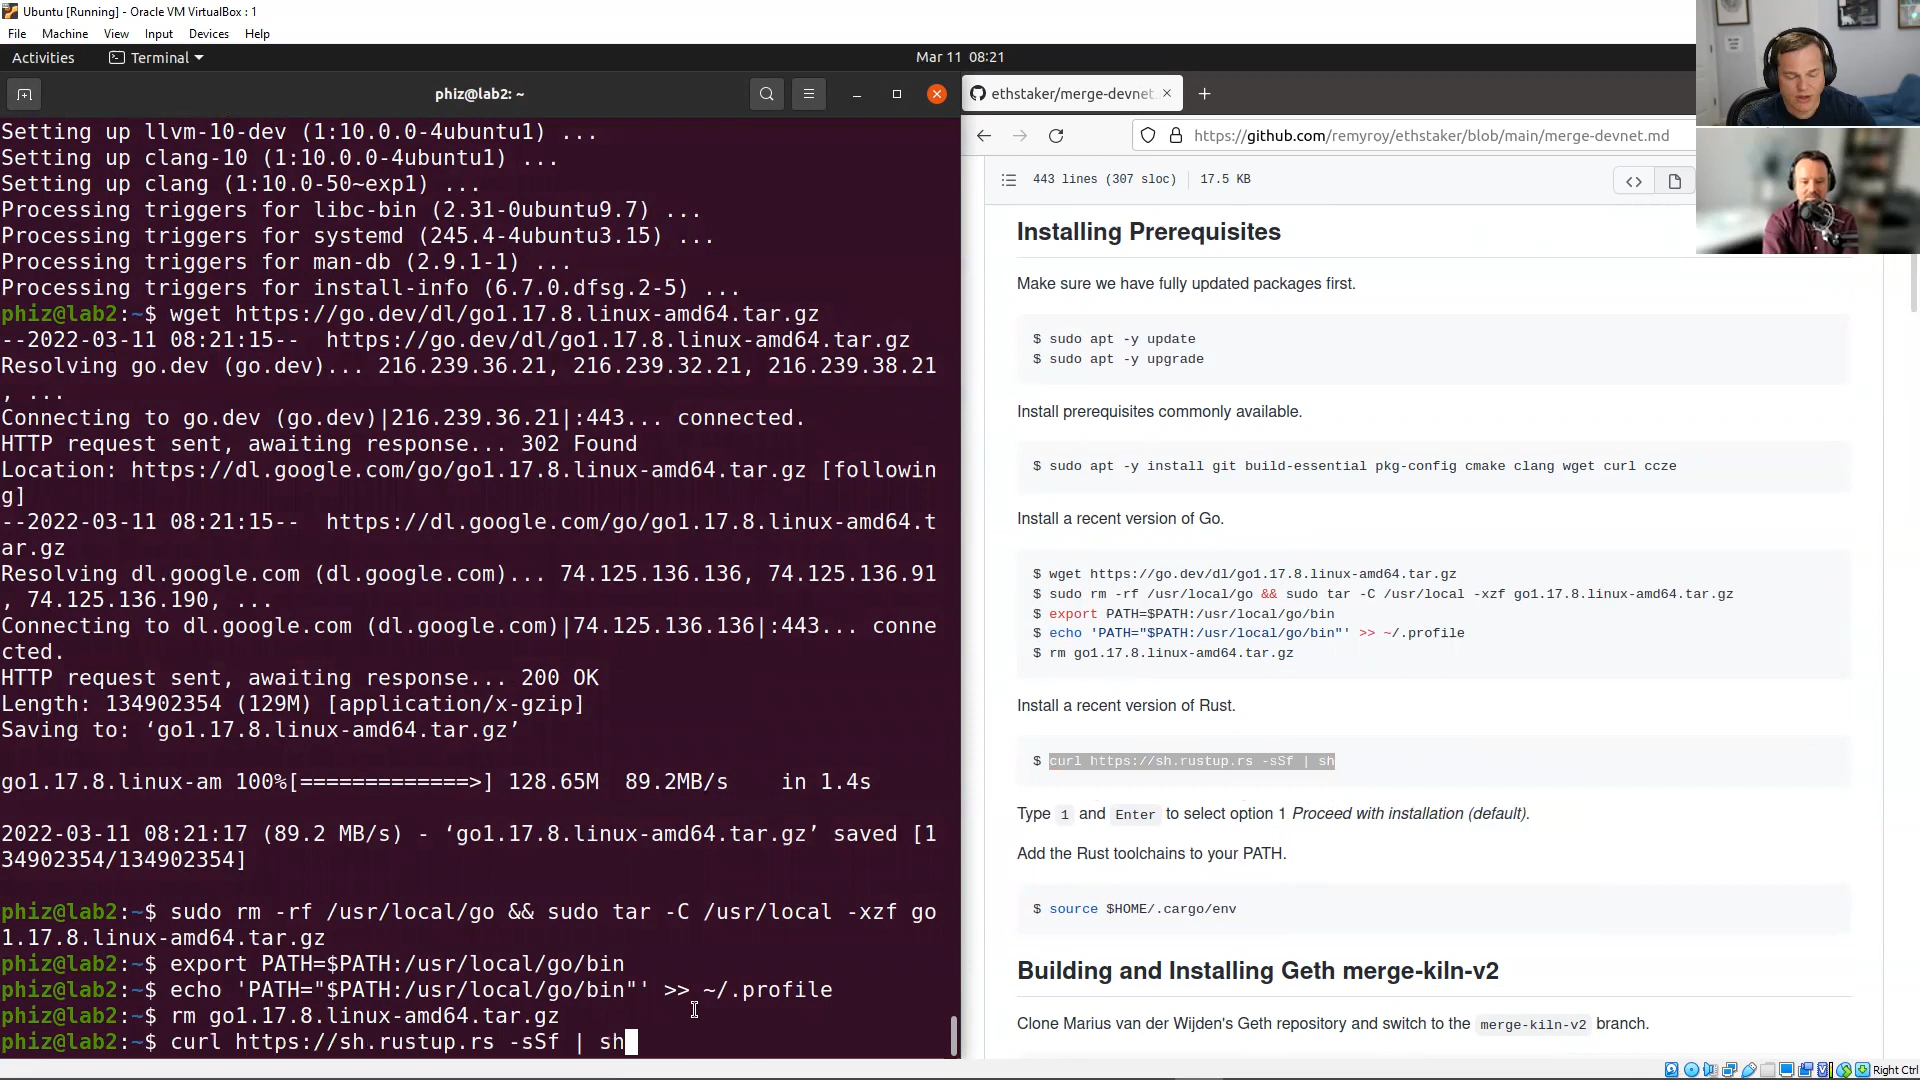 Ubuntu [Running] - Oracle VM VirtualBox : 1
File Machine View Input Devices Help
Activities Terminal Mar 11 08:21
phiz@lab2: ~
Setting up llvm-10-dev (1:10.0.0-4ubuntu1) ...
Setting up clang-10 (1:10.0.0-4ubuntu1) ...
Setting up clang (1:10.0-50~exp1) ...
Processing triggers for libc-bin (2.31-0ubuntu9.7) ...
Processing triggers for systemd (245.4-4ubuntu3.15) ...
Processing triggers for man-db (2.9.1-1) ...
Processing triggers for install-info (6.7.0.dfsg.2-5) ...
phiz@lab2:~$ wget https://go.dev/dl/go1.17.8.linux-amd64.tar.gz
--2022-03-11 08:21:15-- https://go.dev/dl/go1.17.8.linux-amd64.tar.gz
Resolving go.dev (go.dev)... 216.239.36.21, 216.239.32.21, 216.239.38.21
, ...
Connecting to go.dev (go.dev)|216.239.36.21|:443... connected.
HTTP request sent, awaiting response... 302 Found
Location: https://dl.google.com/go/go1.17.8.linux-amd64.tar.gz [followin
g]
--2022-03-11 08:21:15-- https://dl.google.com/go/go1.17.8.linux-amd64.t
ar.gz
Resolving dl.google.com (dl.google.com)... 74.125.136.136, 74.125.136.91
, 74.125.136.190, ...
Connecting to dl.google.com (dl.google.com)|74.125.136.136|:443... conne
cted.
HTTP request sent, awaiting response... 200 OK
Length: 134902354 (129M) [application/x-gzip]
Saving to: ‘go1.17.8.linux-amd64.tar.gz’
go1.17.8.linux-am 100%[=============>] 128.65M 89.2MB/s in 1.4s
2022-03-11 08:21:17 (89.2 MB/s) - ‘go1.17.8.linux-amd64.tar.gz’ saved [1
34902354/134902354]
phiz@lab2:~$ sudo rm -rf /usr/local/go && sudo tar -C /usr/local -xzf go
1.17.8.linux-amd64.tar.gz
phiz@lab2:~$ export PATH=$PATH:/usr/local/go/bin
phiz@lab2:~$ echo 'PATH="$PATH:/usr/local/go/bin"' >> ~/.profile
phiz@lab2:~$ rm go1.17.8.linux-amd64.tar.gz
phiz@lab2:~$ curl https://sh.rustup.rs -sSf | sh
ethstaker/merge-devnet.
https://github.com/remyroy/ethstaker/blob/main/merge-devnet.md
443 lines (307 sloc) 17.5 KB
Installing Prerequisites
Make sure we have fully updated packages first.
$ sudo apt -y update
$ sudo apt -y upgrade
Install prerequisites commonly available.
$ sudo apt -y install git build-essential pkg-config cmake clang wget curl ccze
Install a recent version of Go.
$ wget https://go.dev/dl/go1.17.8.linux-amd64.tar.gz
$ sudo rm -rf /usr/local/go && sudo tar -C /usr/local -xzf go1.17.8.linux-amd64.tar.gz
$ export PATH=$PATH:/usr/local/go/bin
$ echo 'PATH="$PATH:/usr/local/go/bin"' >> ~/.profile
$ rm go1.17.8.linux-amd64.tar.gz
Install a recent version of Rust.
$ curl https://sh.rustup.rs -sSf | sh
Type 1 and Enter to select option 1 Proceed with installation (default).
Add the Rust toolchains to your PATH.
$ source $HOME/.cargo/env
Building and Installing Geth merge-kiln-v2
Clone Marius van der Wijden's Geth repository and switch to the merge-kiln-v2 branch.
Right Ctrl